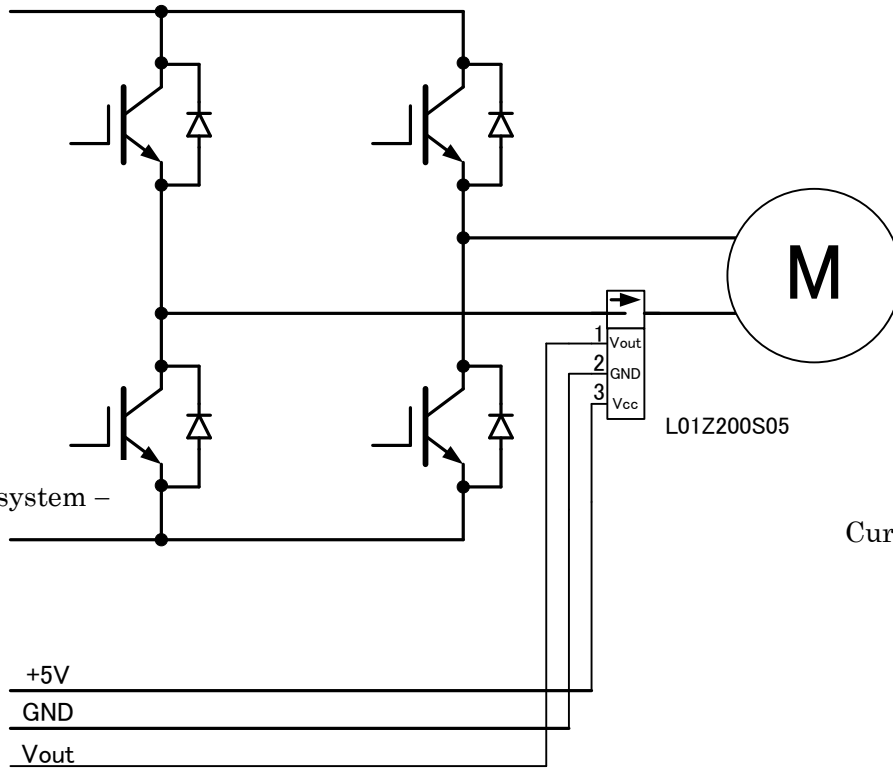 M
1 Vout
2 GND
3 Vcc
L01Z200S05
system –
Cur
+5V
GND
Vout